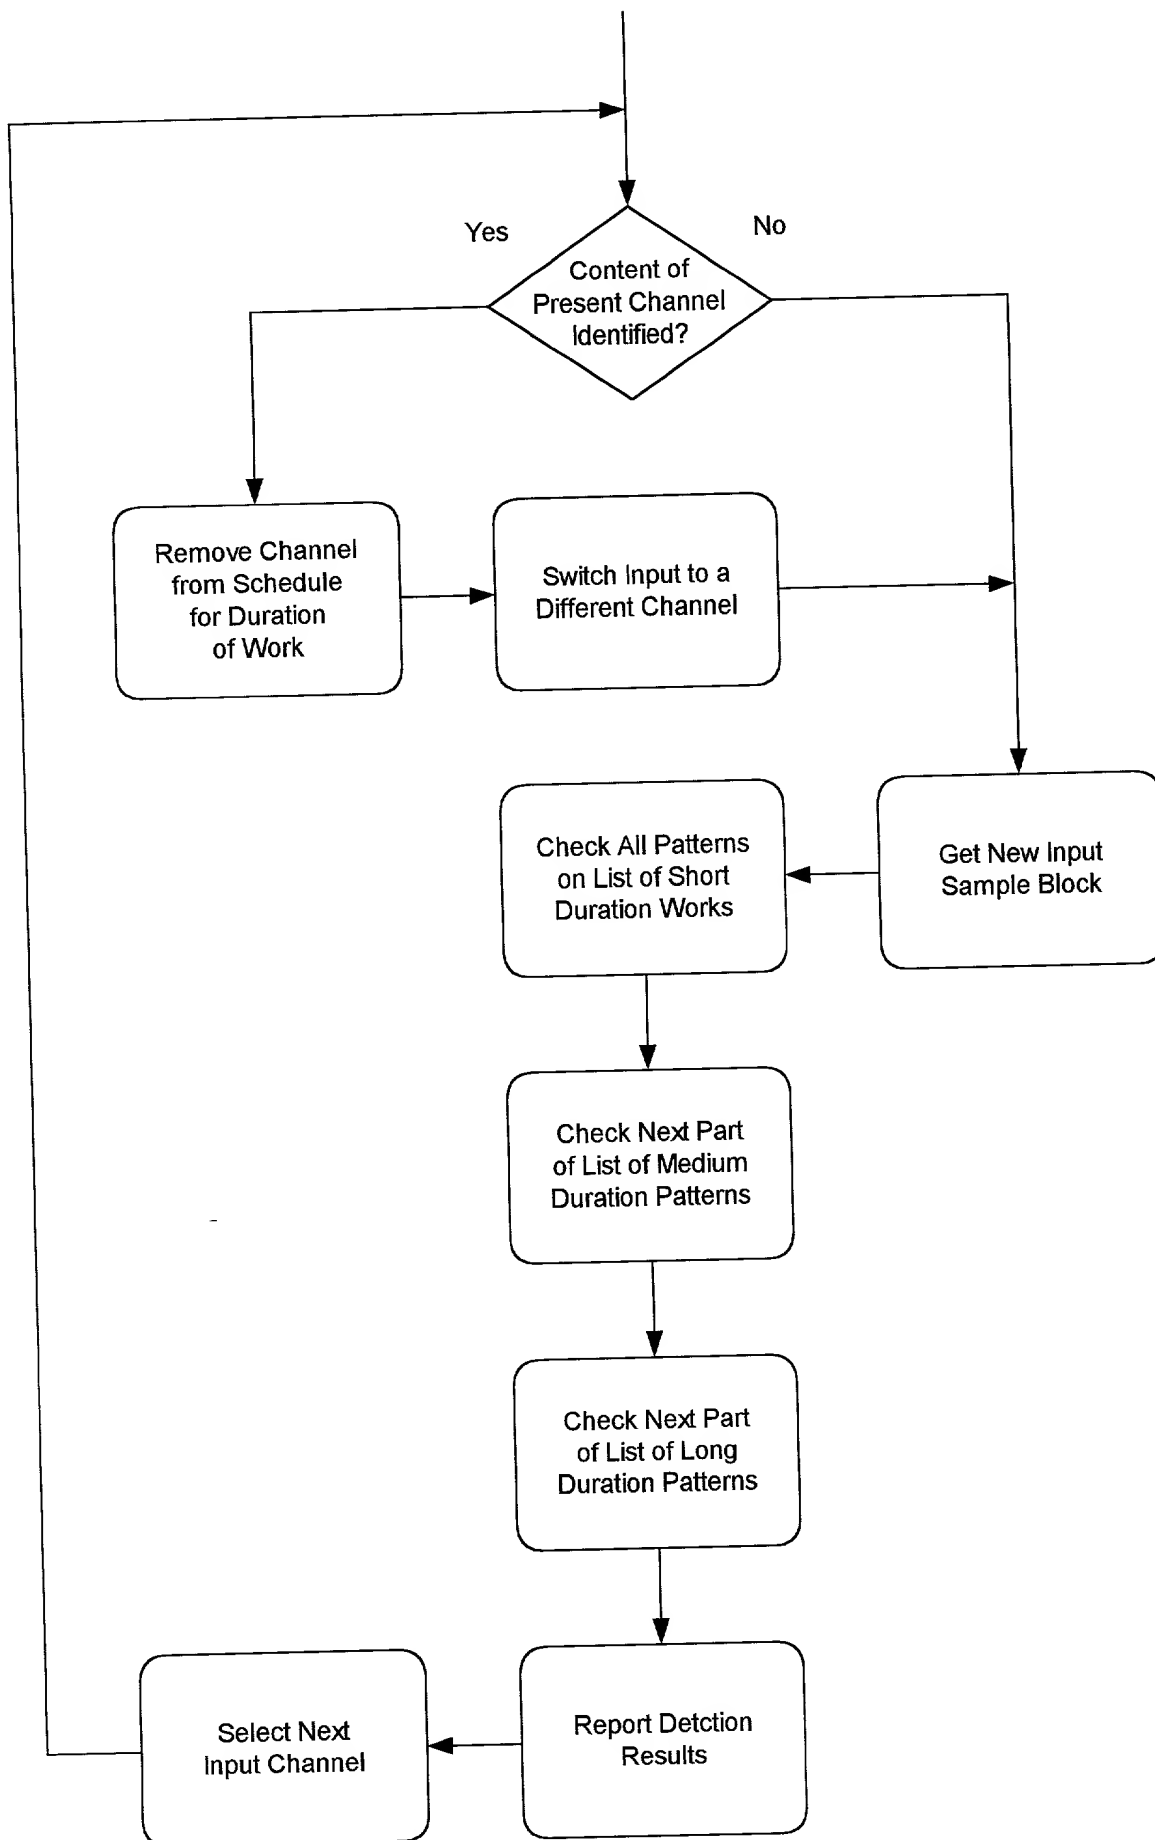 Yes
No
Content of
Present Channel
Identified?
Remove Channel
from Schedule
for Duration
of Work
Switch Input to a
Different Channel
Check All Patterns
on List of Short
Duration Works
Get New Input
Sample Block
Check Next Part
of List of Medium
Duration Patterns
Check Next Part
of List of Long
Duration Patterns
Report Detction
Results
Select Next
Input Channel